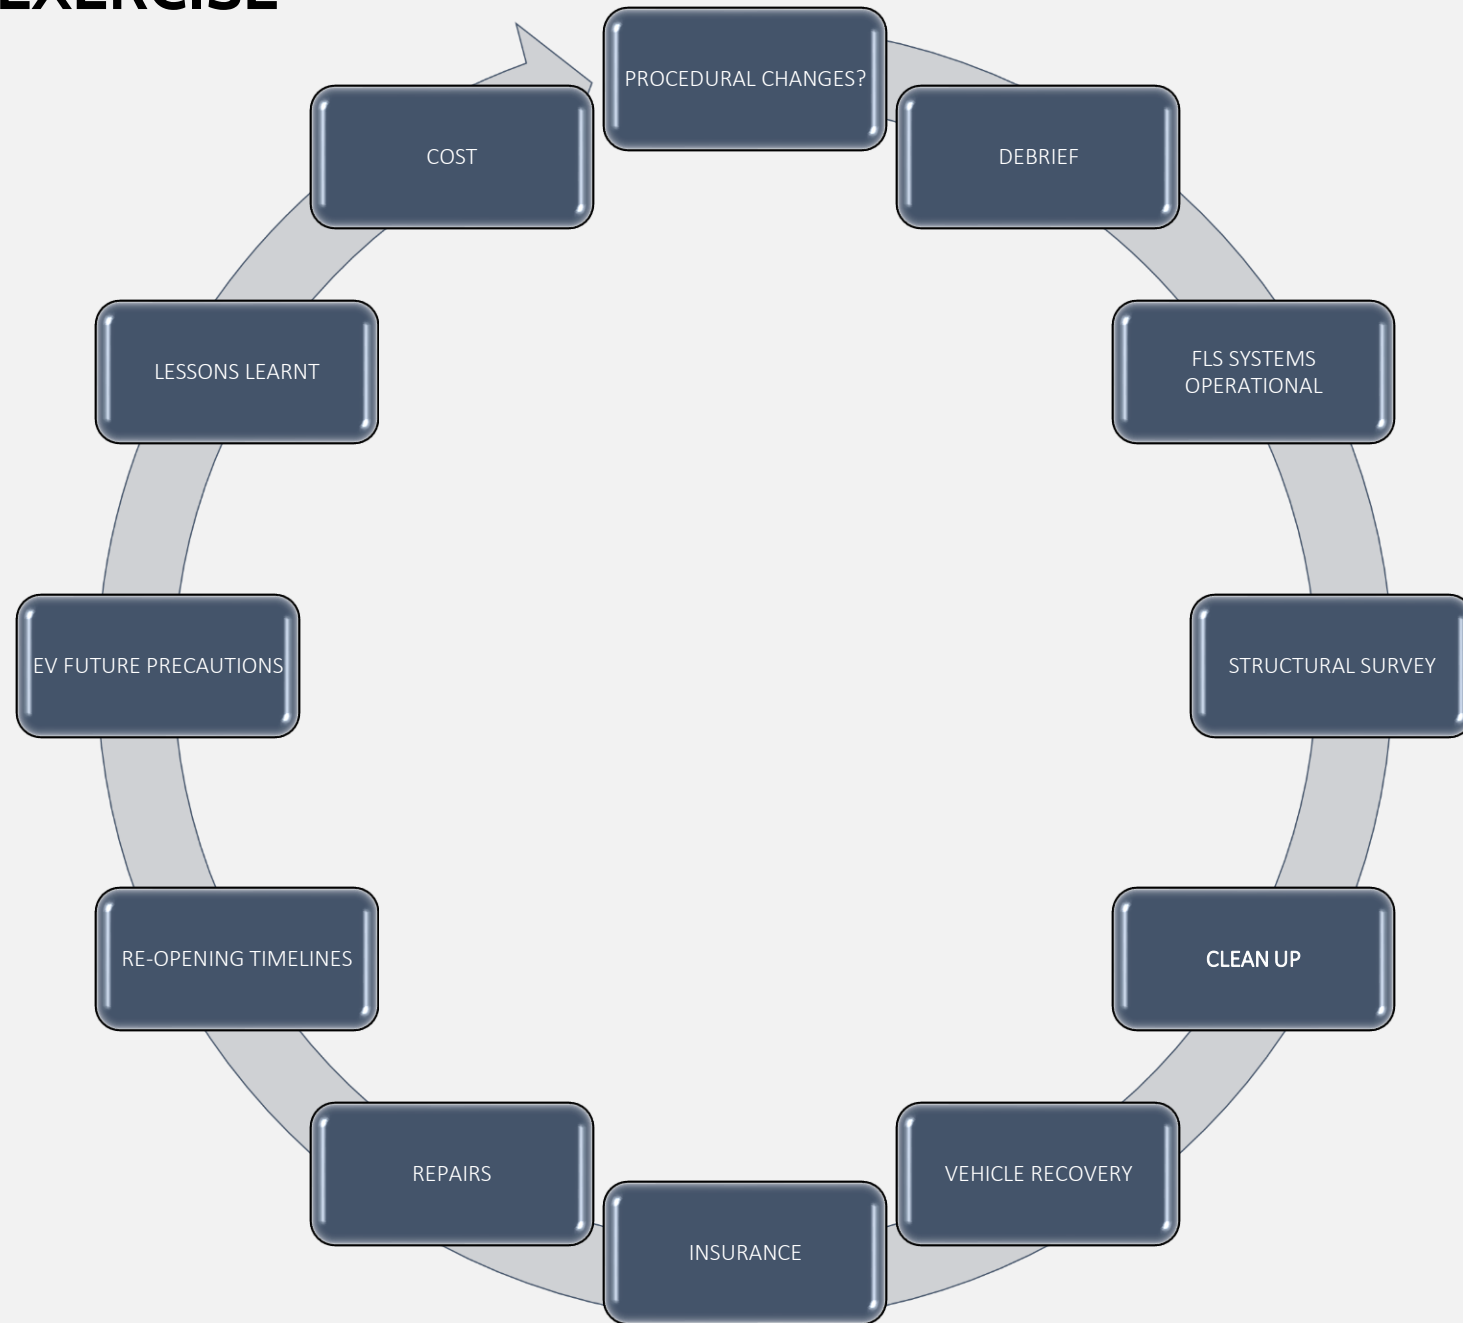 EXERCISE
PROCEDURAL CHANGES?
DEBRIEF
FLS SYSTEMS
OPERATIONAL
STRUCTURAL SURVEY
CLEAN UP
VEHICLE RECOVERY
INSURANCE
REPAIRS
RE-OPENING TIMELINES
EV FUTURE PRECAUTIONS
LESSONS LEARNT
COST